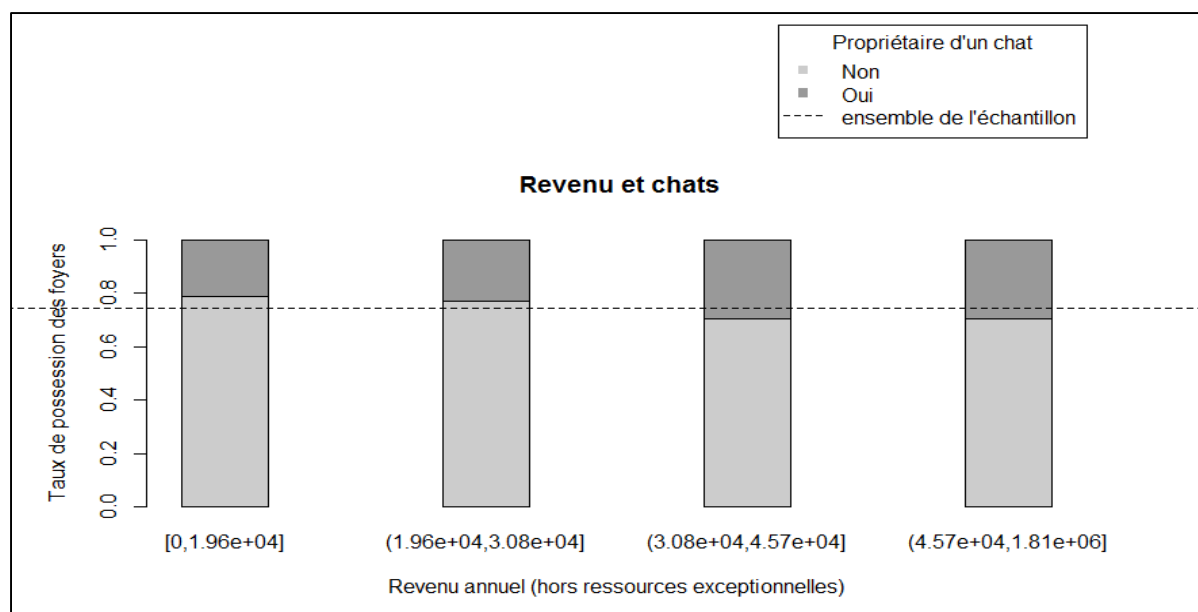 Propriétaire d'un chat
Non
Oui
ensemble de l'échantillon
Revenu et chats
Taux de possession des foyers
1.0
0.8
0.6
0.4
0.2
0.0
[0,1.96e+04]
(1.96e+04,3.08e+04]
(3.08e+04,4.57e+04]
(4.57e+04,1.81e+06]
Revenu annuel (hors ressources exceptionnelles)